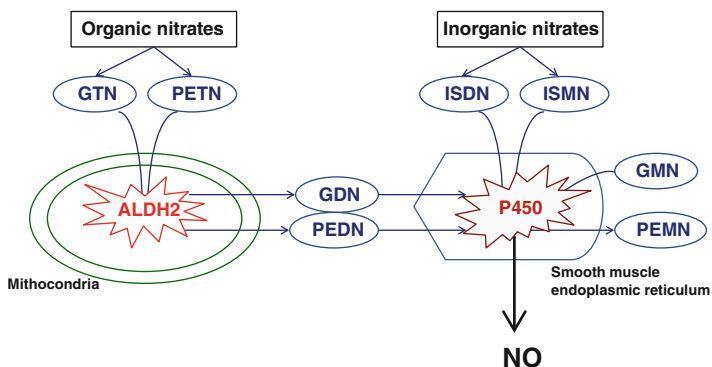 Organic nitrates
Inorganic nitrates
GTN
PETN
ISDN
ISMN
ALDH2
GDN
PEDN
P450
GMN
PEMN
Mithocondria
Smooth muscle
endoplasmic reticulum
NO